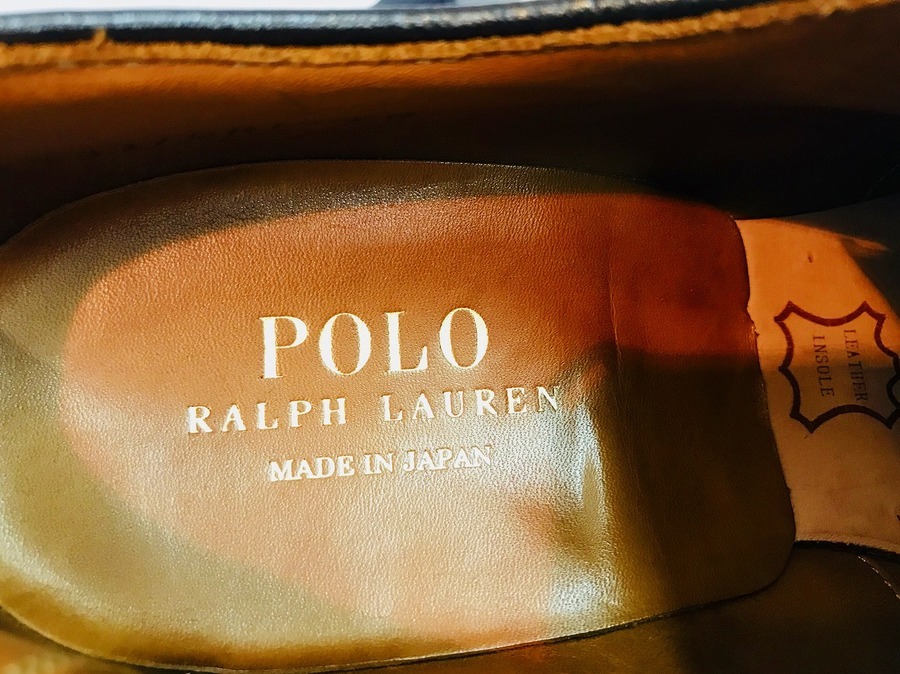 POLO
RALPH LAUREN
MADE IN JAPAN
LEATHER
INSOLE